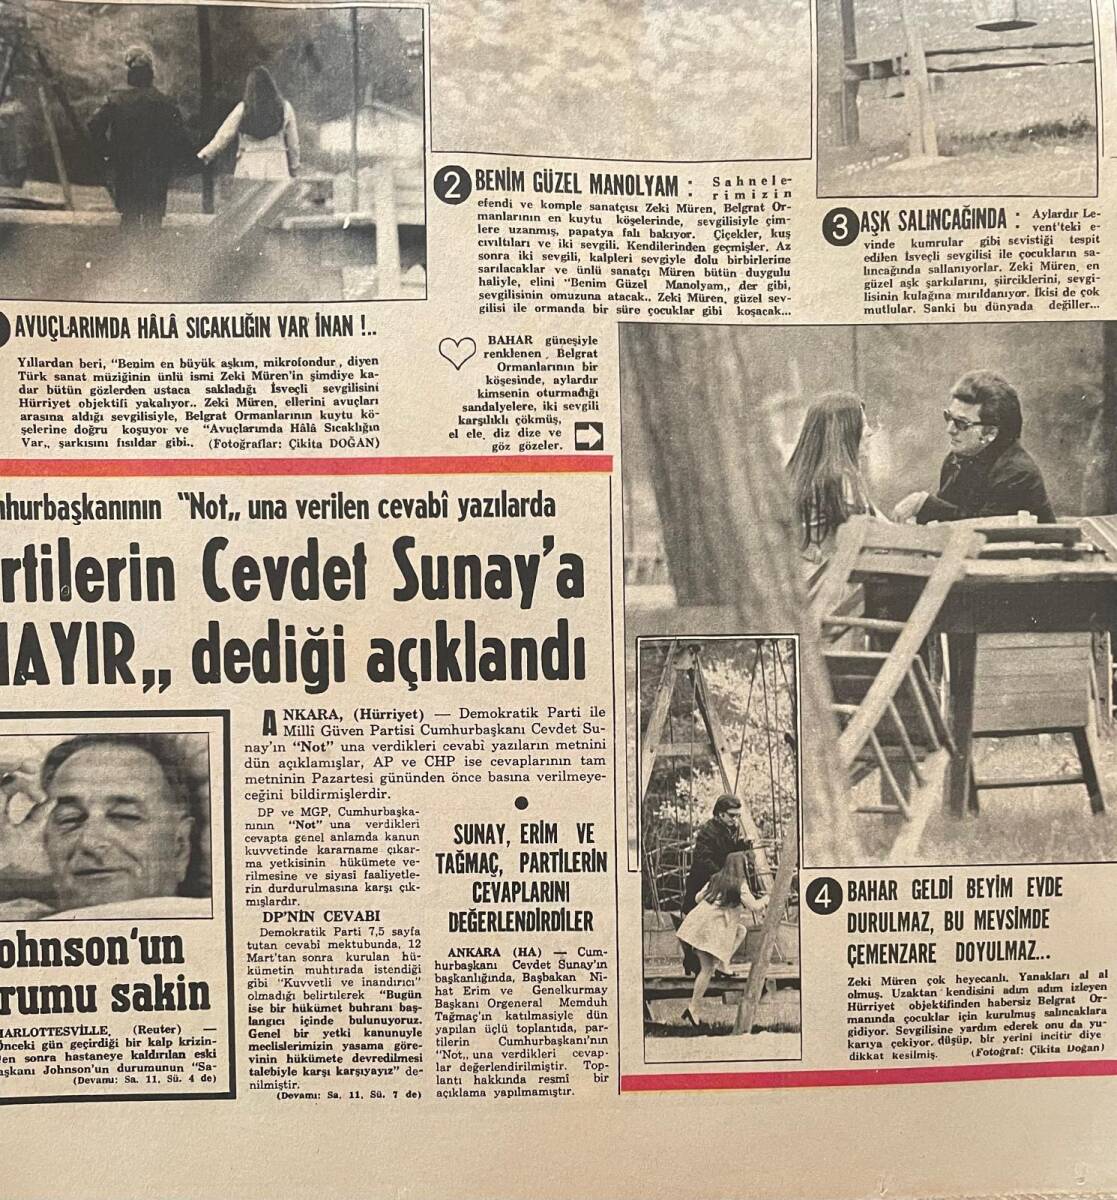 AVUÇLARIMDA HÂLÂ SICAKLIĞIN VAR İNAN !..
Yıllardan beri, "Benim en büyük aşkım, mikrofondur„ diyen
Türk sanat müziğinin ünlü ismi Zeki Müren'in şimdiye ka-
dar bütün gözlerden ustaca sakladığı İsveçli sevgilisini
Hürriyet objektifi yakalıyor.. Zeki Müren, ellerini avuçları
arasına aldığı sevgilisiyle, Belgrat Ormanlarının kuytu kö-
şelerine doğru koşuyor ve "Avuçlarımda Hâlâ Sıcaklığın
Var„ şarkısını fısıldar gibi.. (Fotoğraflar: Çikita DOĞAN)
2 BENİM GÜZEL MANOLYAM : Sahnele-
rimizin
efendi ve komple sanatçısı Zeki Müren, Belgrat Or-
manlarının en kuytu köşelerinde, sevgilisiyle çim-
lere uzanmış, papatya falı bakıyor. Çiçekler, kuş
cıvıltıları ve iki sevgili. Kendilerinden geçmişler. Az
sonra iki sevgili, kalpleri sevgiyle dolu birbirlerine
sarılacaklar ve ünlü sanatçı Müren bütün duygulu
haliyle, elini "Benim Güzel Manolyam„ der gibi,
sevgilisinin omuzuna atacak.. Zeki Müren, güzel sev-
gilisi ile ormanda bir süre çocuklar gibi koşacak...
BAHAR güneşiyle
renklenen Belgrat
Ormanlarının bir
köşesinde, aylardır
kimsenin oturmadığı
sandalyelere, iki sevgili
karşılıklı çökmüş,
el ele, diz dize ve
göz gözeler.
3 AŞK SALINCAĞINDA : Aylardır Le-
vent'teki e-
vinde kumrular gibi seviştiği tespit
edilen İsveçli sevgilisi ile çocukların sa-
lıncağında sallanıyorlar. Zeki Müren, en
güzel aşk şarkılarını, şiirciklerini, sevgi-
lisinin kulağına mırıldanıyor. İkisi de çok
mutlular. Sanki bu dünyada değiller...
4 BAHAR GELDİ BEYİM EVDE
DURULMAZ, BU MEVSİMDE
ÇEMENZARE DOYULMAZ...
Zeki Müren çok heyecanlı. Yanakları al al
olmuş. Uzaktan kendisini adım adım izleyen
Hürriyet objektifinden habersiz Belgrat Or-
manında çocuklar için kurulmuş salıncaklara
gidiyor. Sevgilisine yardım ederek onu da yu-
karıya çekiyor. düşüp, bir yerini incitir diye
dikkat kesilmiş. (Fotoğraf: Çikita Doğan)
mhurbaşkanının "Not„una verilen cevabî yazılarda
rtilerin Cevdet Sunay'a
HAYIR„ dediği açıklandı
ANKARA, (Hürriyet) — Demokratik Parti ile
Millî Güven Partisi Cumhurbaşkanı Cevdet Su-
nay'ın "Not" una verdikleri cevabî yazıların metnini
dün açıklamışlar, AP ve CHP ise cevaplarının tam
metninin Pazartesi gününden önce basına verilmeye-
ceğini bildirmişlerdir.
DP ve MGP, Cumhurbaşka-
nının "Not" una verdikleri
cevapta genel anlamda kanun
kuvvetinde kararname çıkar-
ma yetkisinin hükümete ve-
rilmesine ve siyasi faaliyetle-
rin durdurulmasına karşı çık-
mışlardır.
DP'NİN CEVABI
Demokratik Parti 7,5 sayfa
tutan cevabî mektubunda, 12
Mart'tan sonra kurulan hü-
kümetin muhtırada istendiği
gibi "Kuvvetli ve inandırıcı"
olmadığı belirtilerek "Bugün
ise bir hükümet buhranı baş-
langıcı içinde bulunuyoruz.
Genel bir yetki kanunuyle
meclislerimizin yasama göre-
vinin hükümete devredilmesi
talebiyle karşı karşıyayız" de-
nilmiştir.
(Devamı: Sa. 11, Sü. 7 de)
SUNAY, ERİM VE
TAĞMAÇ, PARTİLERİN
CEVAPLARINI
DEĞERLENDİRDİLER
ANKARA (HA) — Cum-
hurbaşkanı Cevdet Sunay'ın
başkanlığında, Başbakan Ni-
hat Erim ve Genelkurmay
Başkanı Orgeneral Memduh
Tağmaç'ın katılmasiyle dün
yapılan üçlü toplantıda, par-
tilerin Cumhurbaşkanı'nın
"Not„una verdikleri cevap-
lar değerlendirilmiştir. Top-
lantı hakkında resmî bir
açıklama yapılmamıştır.
ohnson'un
rumu sakin
HARLOTTESVİLLE, (Reuter) —
Önceki gün geçirdiği bir kalp krizin-
den sonra hastaneye kaldırılan eski
aşkanı Johnson'un durumunun "Sa-
(Devamı: Sa. 11, Sü. 4 de)